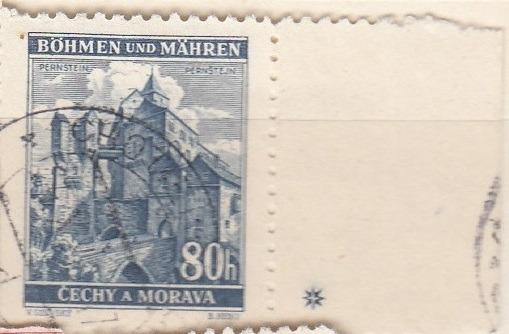 BÖHMEN UND MÄHREN
PERNSTEIN PERNŠTEJN
80h
ČECHY A MORAVA